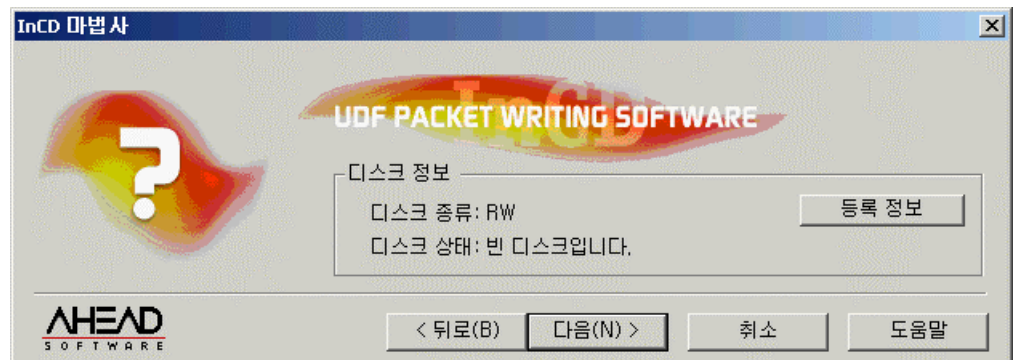 InCD 마법사
InCD
UDF PACKET WRITING SOFTWARE
디스크 정보
디스크 종류: RW
등록 정보
디스크 상태: 빈 디스크입니다.
AHEAD
SOFTWARE
< 뒤로(B)
다음(N) >
취소
도움말